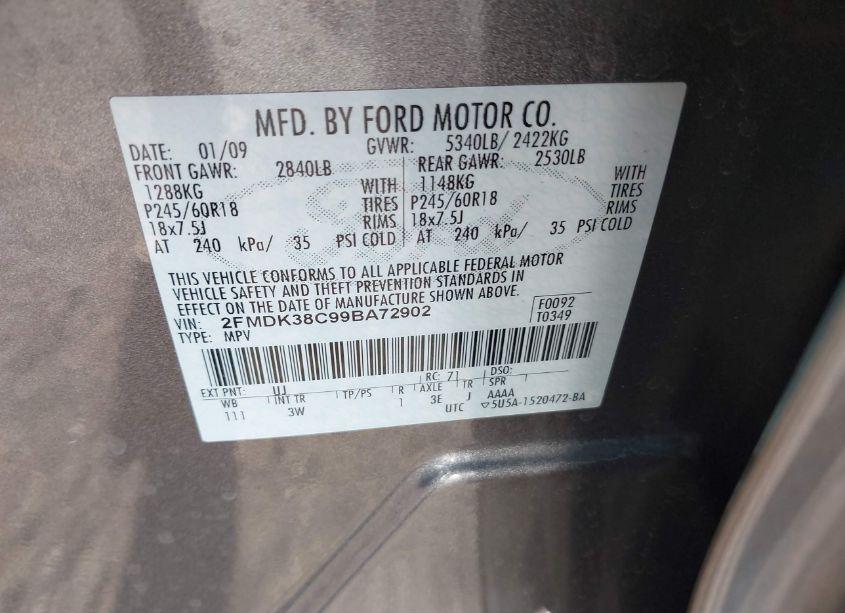 MFD. BY FORD MOTOR CO.
DATE: 01/09 GVWR: 5340LB/ 2422KG
FRONT GAWR: 2840LB REAR GAWR: 2530LB
1288KG WITH 1148KG WITH
P245/60R18 TIRES P245/60R18 TIRES
18x7.5J RIMS 18x7.5J RIMS
AT 240 kPa/ 35 PSI COLD AT 240 kPa/ 35 PSI COLD
THIS VEHICLE CONFORMS TO ALL APPLICABLE FEDERAL MOTOR
VEHICLE SAFETY AND THEFT PREVENTION STANDARDS IN
EFFECT ON THE DATE OF MANUFACTURE SHOWN ABOVE.
VIN: 2FMDK38C99BA72902 F0092
TYPE: MPV T0349
EXT PNT: UJ RC: 71 DSO:
WB INT TR TP/PS R AXLE TR SPR
111 3W 1 3E J AAAA
UTC ▽5U5A-1520472-BA